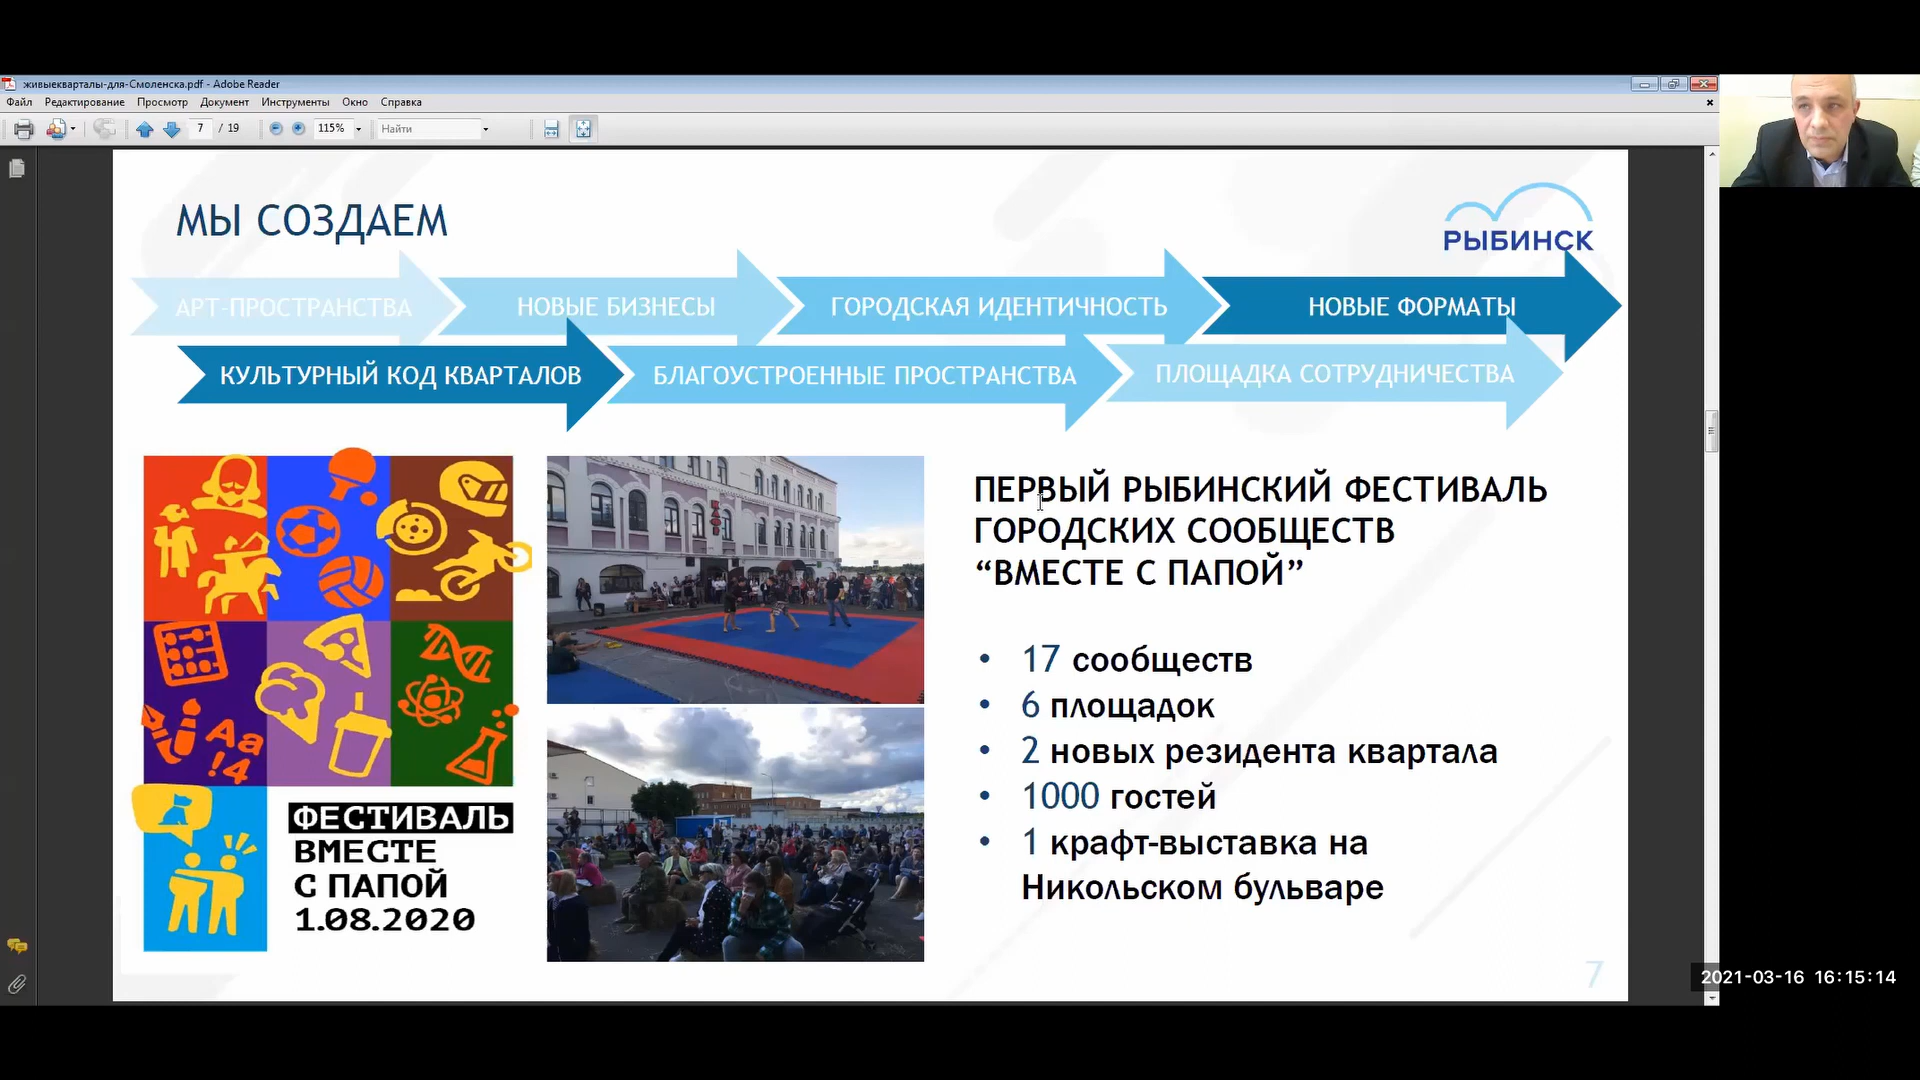 живыекварталы-для-Смоленска.pdf - Adobe Reader
Файл Редактирование Просмотр Документ Инструменты Окно Справка
7 / 19 115% Найти
МЫ СОЗДАЕМ
РЫБИНСК
АРТ-ПРОСТРАНСТВА НОВЫЕ БИЗНЕСЫ ГОРОДСКАЯ ИДЕНТИЧНОСТЬ НОВЫЕ ФОРМАТЫ
КУЛЬТУРНЫЙ КОД КВАРТАЛОВ БЛАГОУСТРОЕННЫЕ ПРОСТРАНСТВА ПЛОЩАДКА СОТРУДНИЧЕСТВА
Aa
!4
ФЕСТИВАЛЬ
ВМЕСТЕ
С ПАПОЙ
1.08.2020
ПЕРВЫЙ РЫБИНСКИЙ ФЕСТИВАЛЬ
ГОРОДСКИХ СООБЩЕСТВ
“ВМЕСТЕ С ПАПОЙ”
• 17 сообществ
• 6 площадок
• 2 новых резидента квартала
• 1000 гостей
• 1 крафт-выставка на
Никольском бульваре
7
2021-03-16 16:15:14